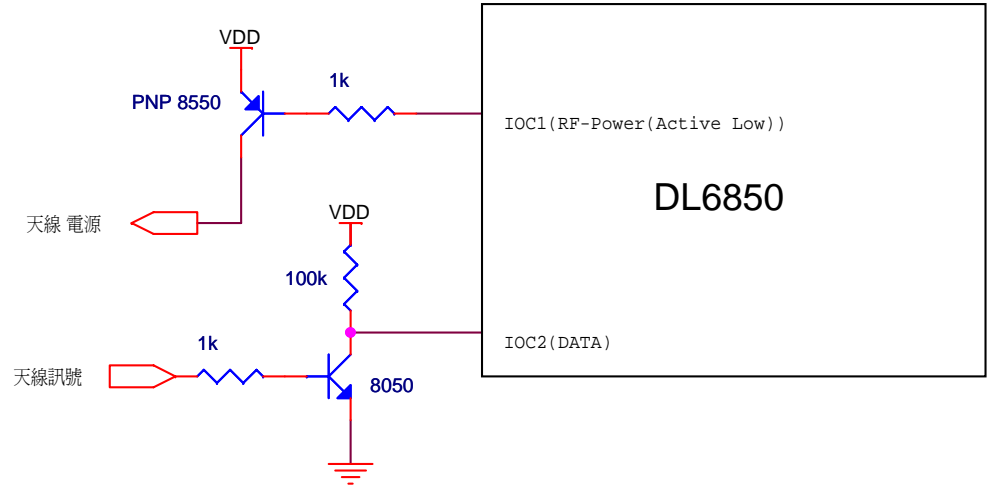 VDD
1k
PNP 8550
IOC1(RF-Power(Active Low))
DL6850
天線 電源
VDD
100k
1k
IOC2(DATA)
天線訊號
8050